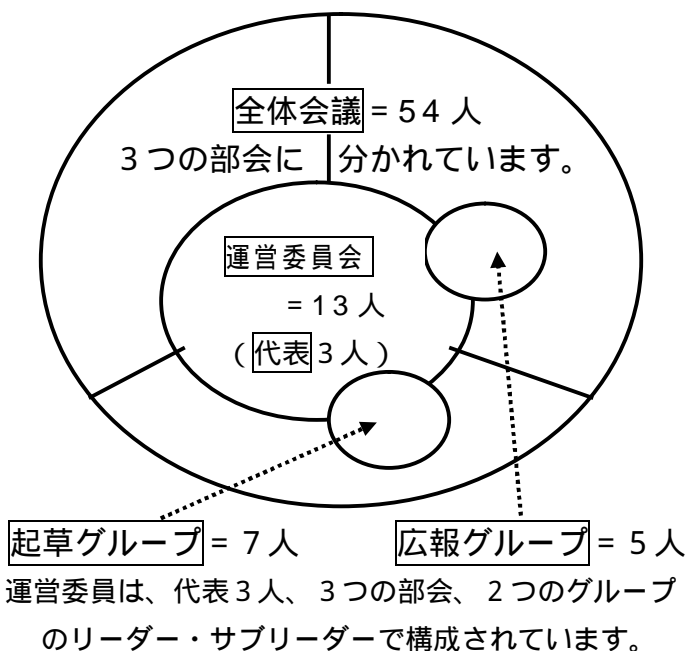 全体会議=54人
3つの部会に分かれています。
運営委員会
=13人
(代表3人)
起草グループ=7人
広報グループ=5人
運営委員は、代表3人、3つの部会、2つのグループ
のリーダー・サブリーダーで構成されています。